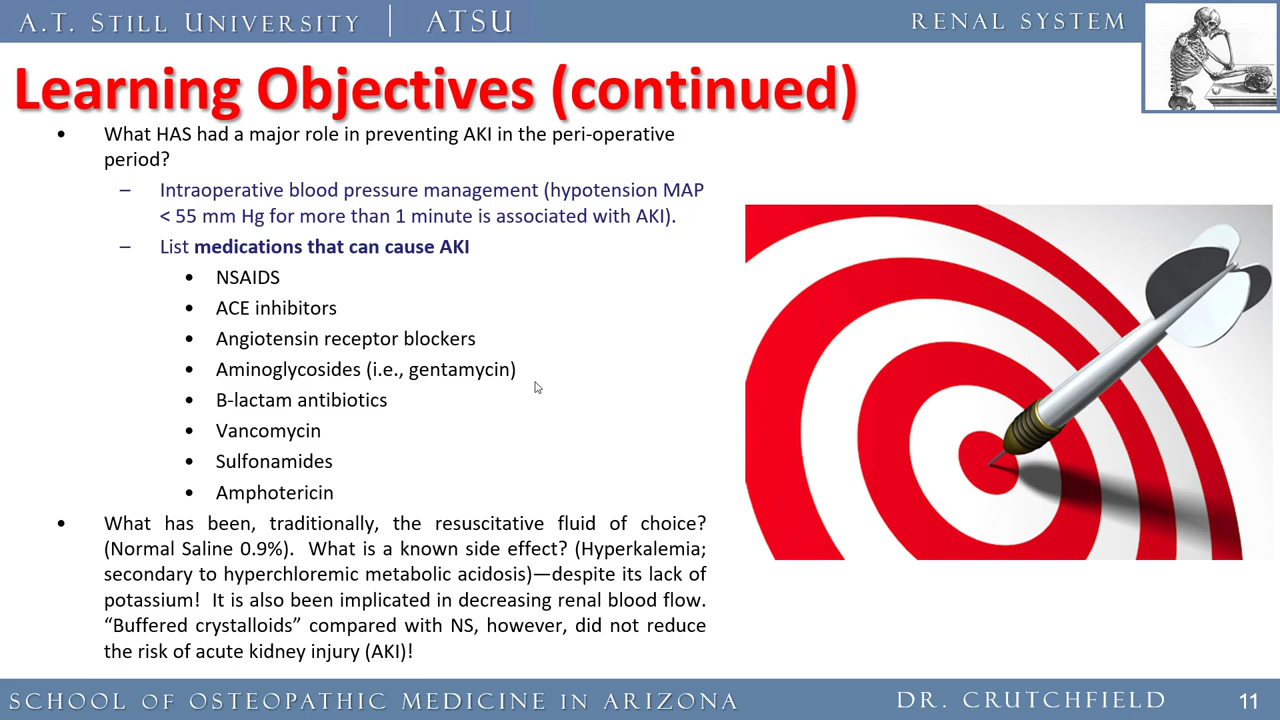 A.T. STILL UNIVERSITY | ATSU
RENAL SYSTEM
Learning Objectives (continued)
• What HAS had a major role in preventing AKI in the peri-operative
period?
– Intraoperative blood pressure management (hypotension MAP
< 55 mm Hg for more than 1 minute is associated with AKI).
– List medications that can cause AKI
• NSAIDS
• ACE inhibitors
• Angiotensin receptor blockers
• Aminoglycosides (i.e., gentamycin)
• B-lactam antibiotics
• Vancomycin
• Sulfonamides
• Amphotericin
• What has been, traditionally, the resuscitative fluid of choice?
(Normal Saline 0.9%). What is a known side effect? (Hyperkalemia;
secondary to hyperchloremic metabolic acidosis)—despite its lack of
potassium! It is also been implicated in decreasing renal blood flow.
“Buffered crystalloids” compared with NS, however, did not reduce
the risk of acute kidney injury (AKI)!
SCHOOL OF OSTEOPATHIC MEDICINE IN ARIZONA
DR. CRUTCHFIELD
11